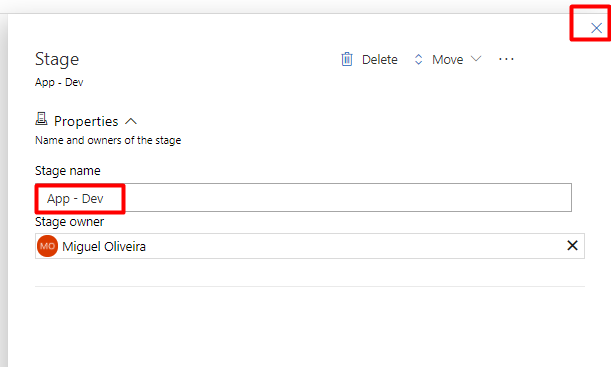 Stage
Delete Move ...
App - Dev
Properties
Name and owners of the stage
Stage name
App - Dev
Stage owner
MO Miguel Oliveira